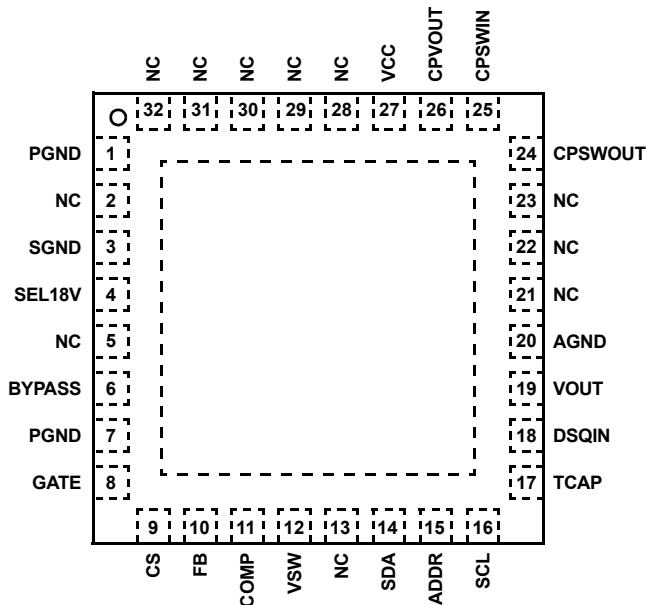 NC NC NC NC NC VCC CPVOUT CPSWIN
32 31 30 29 28 27 26 25
PGND 1 24 CPSWOUT
NC 2 23 NC
SGND 3 22 NC
SEL18V 4 21 NC
NC 5 20 AGND
BYPASS 6 19 VOUT
PGND 7 18 DSQIN
GATE 8 17 TCAP
9 10 11 12 13 14 15 16
CS FB COMP VSW NC SDA ADDR SCL